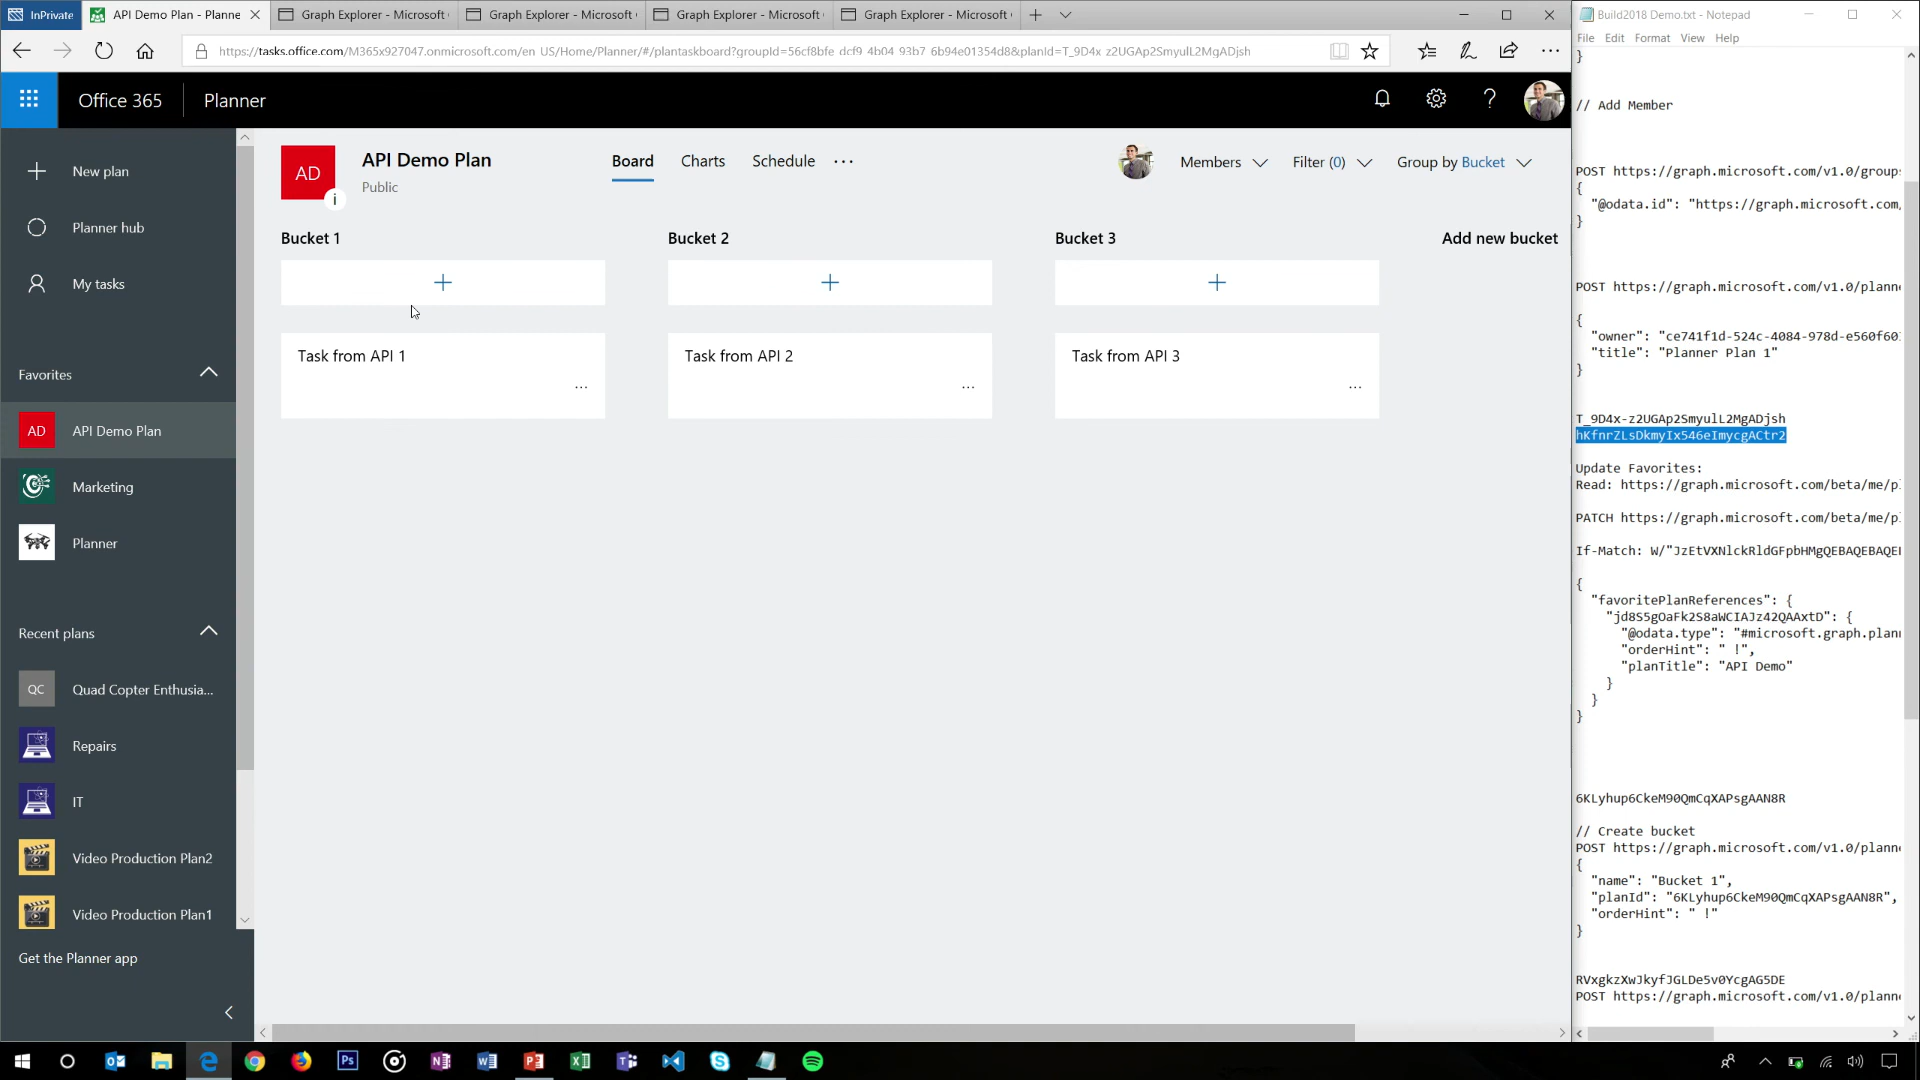 InPrivate
API Demo Plan - Planne
Graph Explorer - Microsoft
Graph Explorer - Microsoft
Graph Explorer - Microsoft
Graph Explorer - Microsoft
https://tasks.office.com/M365x927047.onmicrosoft.com/en US/Home/Planner/#/plantaskboard?groupId=56cf8bfe dcf9 4b04 93b7 6b94e01354d8&planId=T_9D4x z2UGAp2SmyulL2MgADjsh
Office 365
Planner
?
New plan
Planner hub
My tasks
Favorites
AD
API Demo Plan
Marketing
Planner
Recent plans
QC
Quad Copter Enthusia...
Repairs
IT
Video Production Plan2
Video Production Plan1
Get the Planner app
AD
i
API Demo Plan
Public
Board
Charts
Schedule
...
Members
Filter (0)
Group by Bucket
Bucket 1
Bucket 2
Bucket 3
Add new bucket
Task from API 1
...
Task from API 2
...
Task from API 3
...
Build2018 Demo.txt - Notepad
File Edit Format View Help
}
// Add Member
POST https://graph.microsoft.com/v1.0/groups
{
"@odata.id": "https://graph.microsoft.com
}
POST https://graph.microsoft.com/v1.0/planne
{
"owner": "ce741f1d-524c-4084-978d-e560f60
"title": "Planner Plan 1"
}
T_9D4x-z2UGAp2SmyulL2MgADjsh
hKfnrZLsDkmyIx546eImycgACtr2
Update Favorites:
Read: https://graph.microsoft.com/beta/me/p
PATCH https://graph.microsoft.com/beta/me/p
If-Match: W/"JzEtVXNlckRldGFpbHMgQEBAQEBAQE
{
"favoritePlanReferences": {
"jd8S5gOaFk2S8aWCIAJz42QAAxtD": {
"@odata.type": "#microsoft.graph.plan
"orderHint": " !",
"planTitle": "API Demo"
}
}
}
6KLyhup6CkeM90QmCqXAPsgAAN8R
// Create bucket
POST https://graph.microsoft.com/v1.0/planne
{
"name": "Bucket 1",
"planId": "6KLyhup6CkeM90QmCqXAPsgAAN8R",
"orderHint": " !"
}
RVxgkzXwJkyfJGLDe5v0YcgAG5DE
POST https://graph.microsoft.com/v1.0/planne